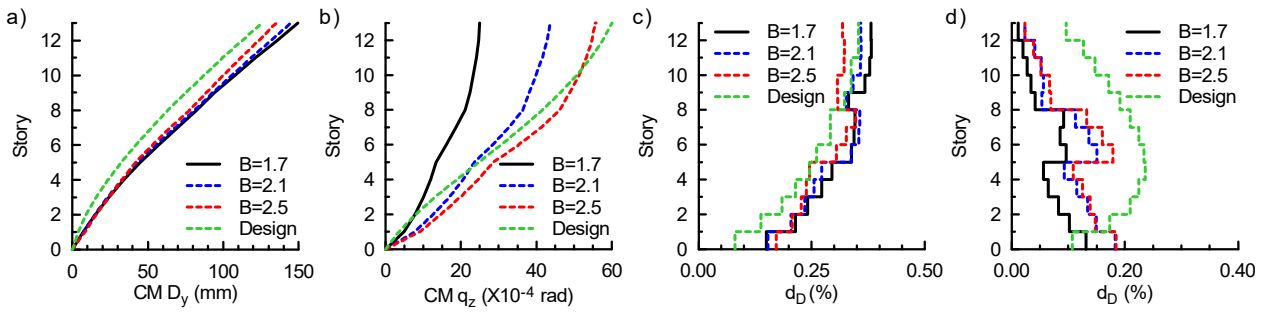 a)
Story
12
10
8
6
4
2
0
0
50
100
150
CM Dy (mm)
B=1.7
B=2.1
B=2.5
Design
b)
Story
12
10
8
6
4
2
0
0
20
40
60
CM qz (X10-4 rad)
B=1.7
B=2.1
B=2.5
Design
c)
Story
12
10
8
6
4
2
0
0.00
0.25
0.50
dD (%)
B=1.7
B=2.1
B=2.5
Design
d)
Story
12
10
8
6
4
2
0
0.00
0.20
0.40
dD (%)
B=1.7
B=2.1
B=2.5
Design